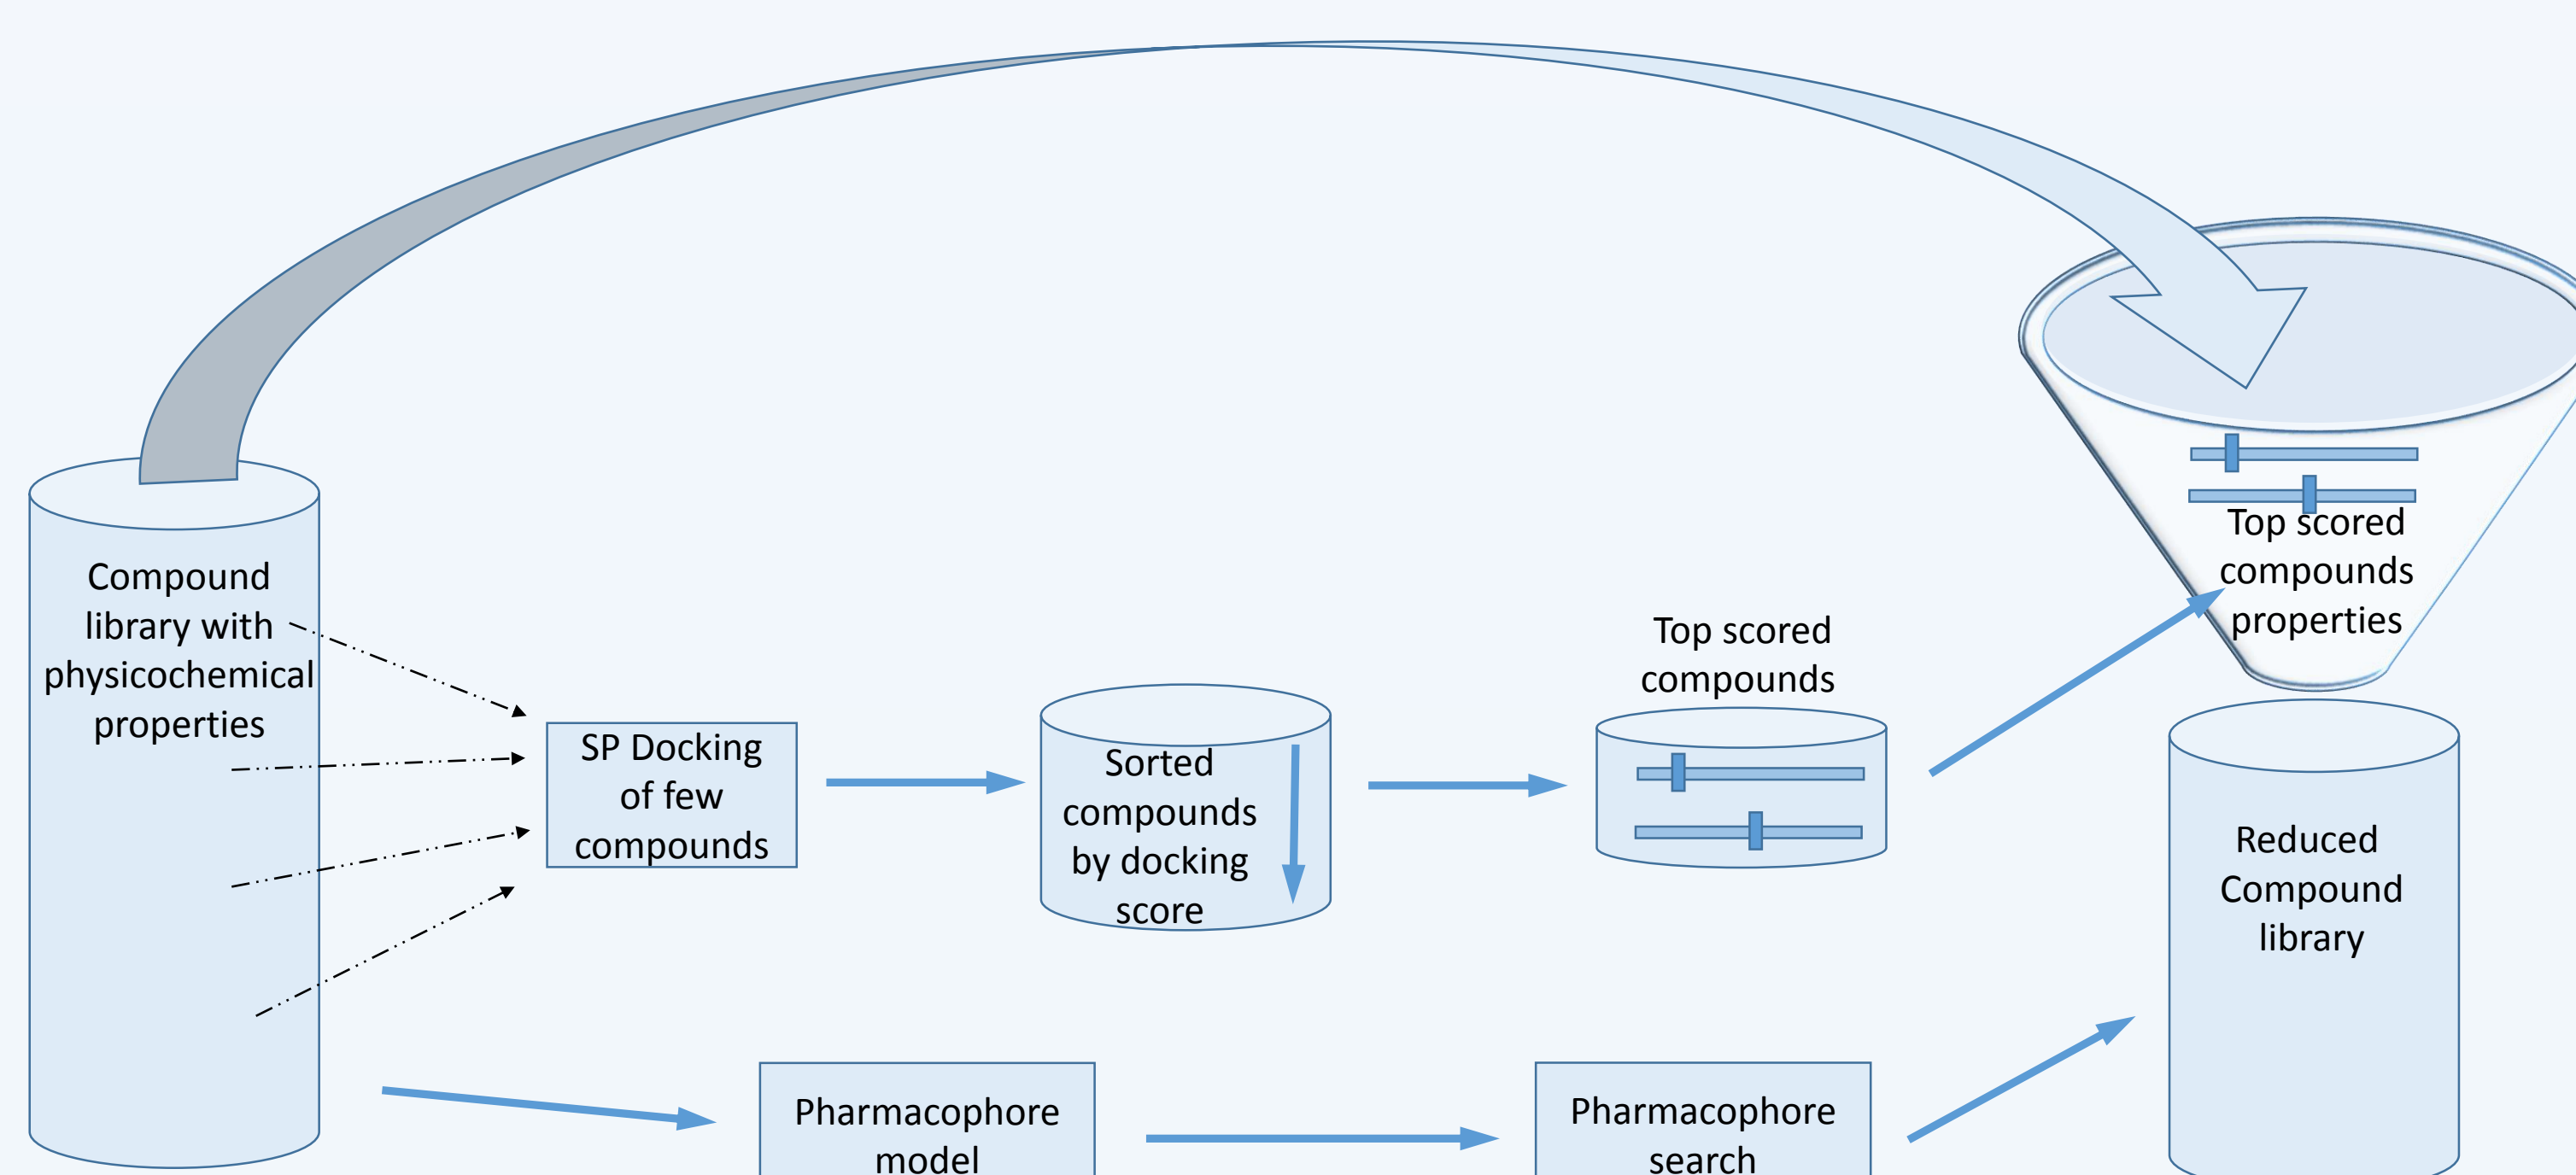 Compound
library with
physicochemical
properties
SP Docking
of few
compounds
Sorted
compounds
by docking
score
Top scored
compounds
Top scored
compounds
properties
Reduced
Compound
library
Pharmacophore
model
Pharmacophore
search